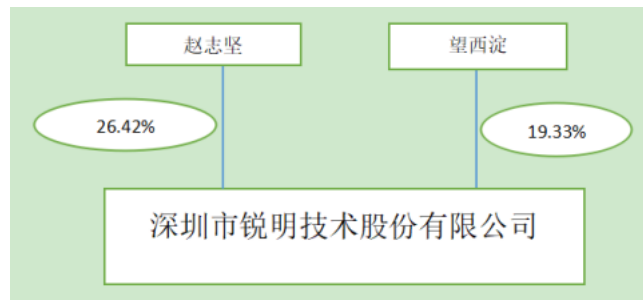 赵志坚
望西淀
26.42%
19.33%
深圳市锐明技术股份有限公司